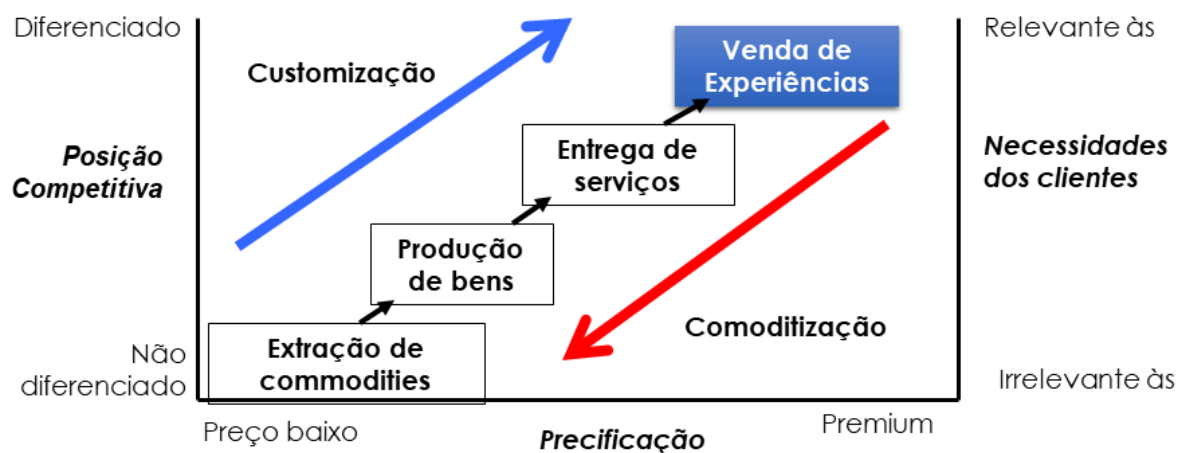 Diferenciado
Relevante às
Customização
Venda de
Experiências
Posição
Competitiva
Entrega de
serviços
Necessidades
dos clientes
Produção
de bens
Comoditização
Extração de
commodities
Não
diferenciado
Irrelevante às
Preço baixo
Precificação
Premium